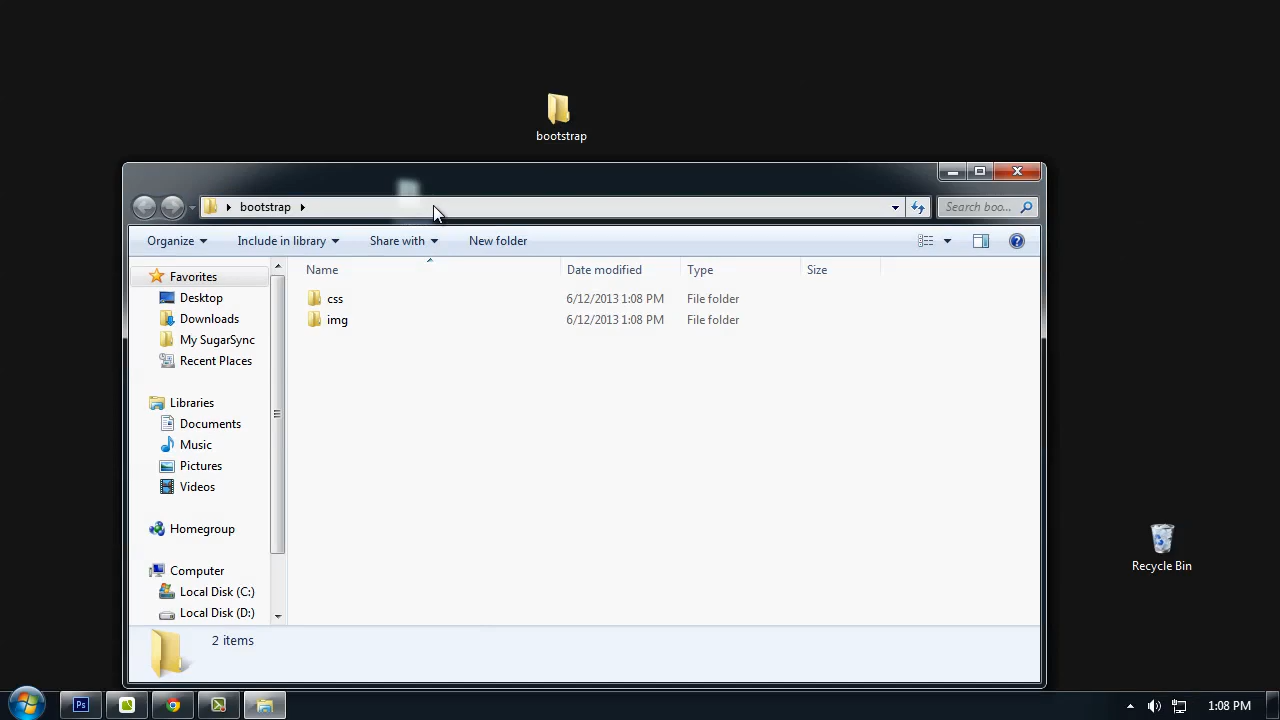 bootstrap
bootstrap
Search boo...
Organize
Include in library
Share with
New folder
Name
Date modified
Type
Size
css
6/12/2013 1:08 PM
File folder
img
6/12/2013 1:08 PM
File folder
Favorites
Desktop
Downloads
My SugarSync
Recent Places
Libraries
Documents
Music
Pictures
Videos
Homegroup
Computer
Local Disk (C:)
Local Disk (D:)
2 items
Recycle Bin
Ps
1:08 PM